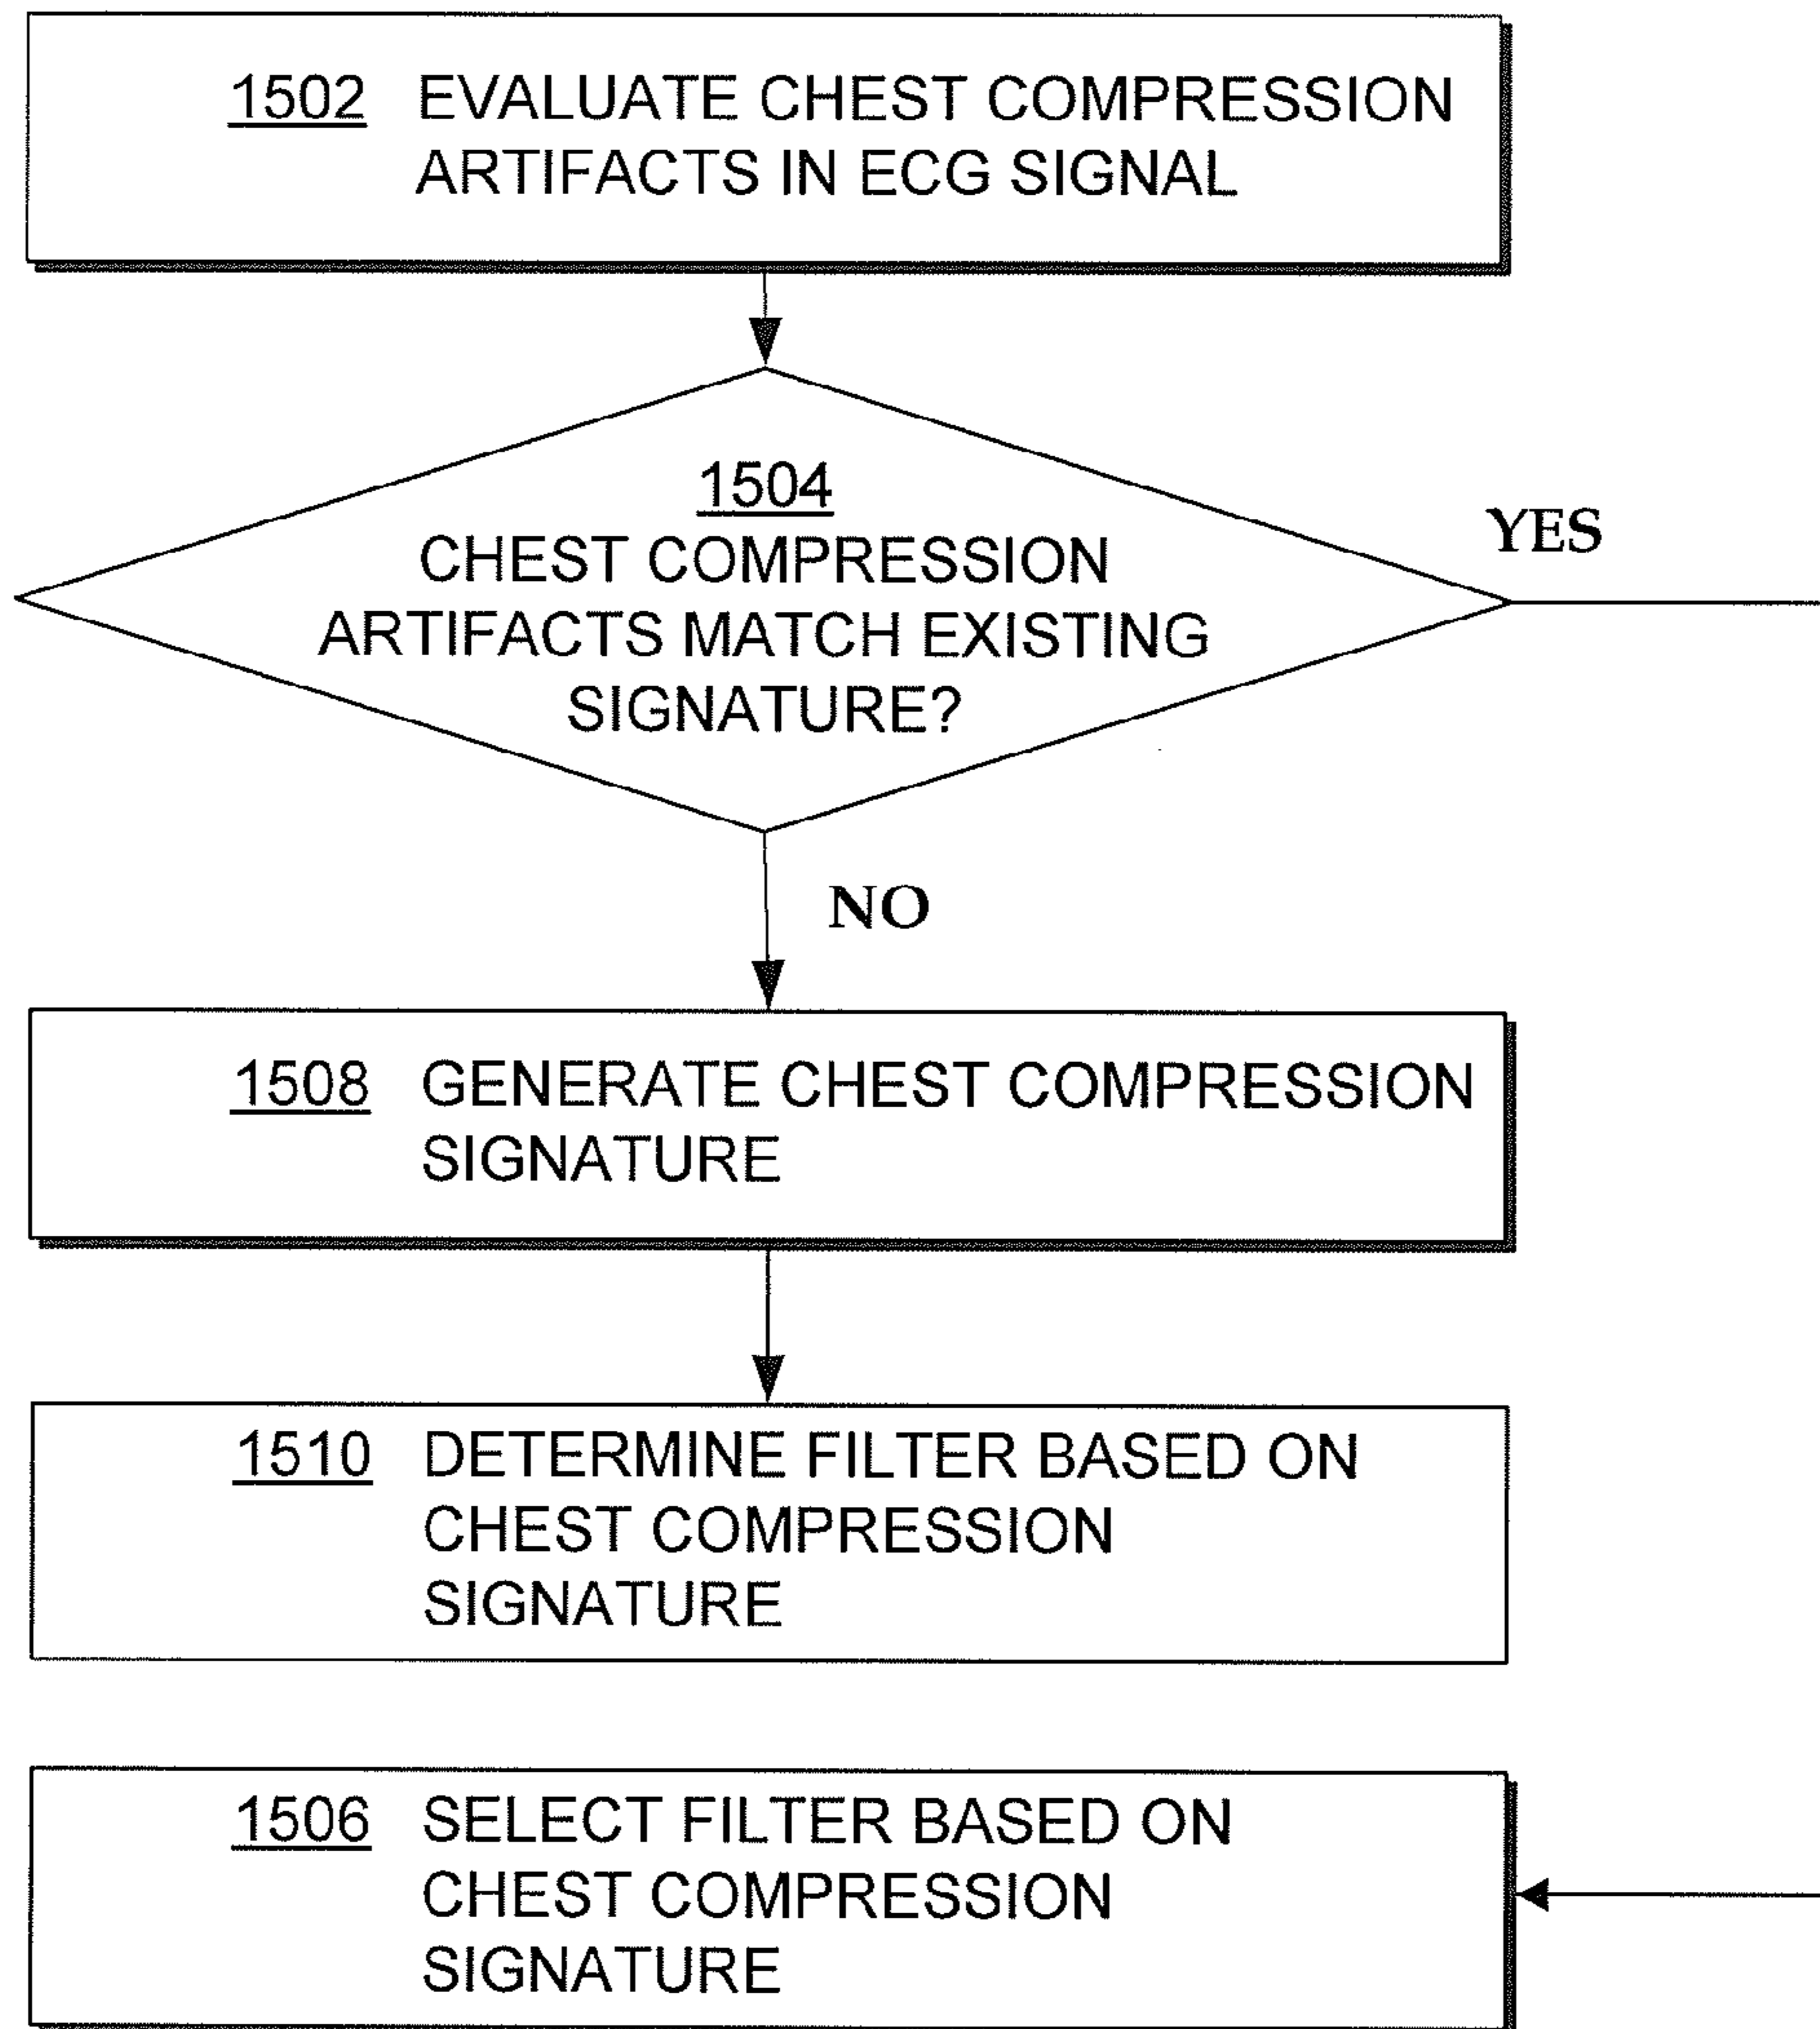 1502 EVALUATE CHEST COMPRESSION
ARTIFACTS IN ECG SIGNAL
1504
CHEST COMPRESSION
ARTIFACTS MATCH EXISTING
SIGNATURE?
YES
NO
1508 GENERATE CHEST COMPRESSION
SIGNATURE
1510 DETERMINE FILTER BASED ON
CHEST COMPRESSION
SIGNATURE
1506 SELECT FILTER BASED ON
CHEST COMPRESSION
SIGNATURE